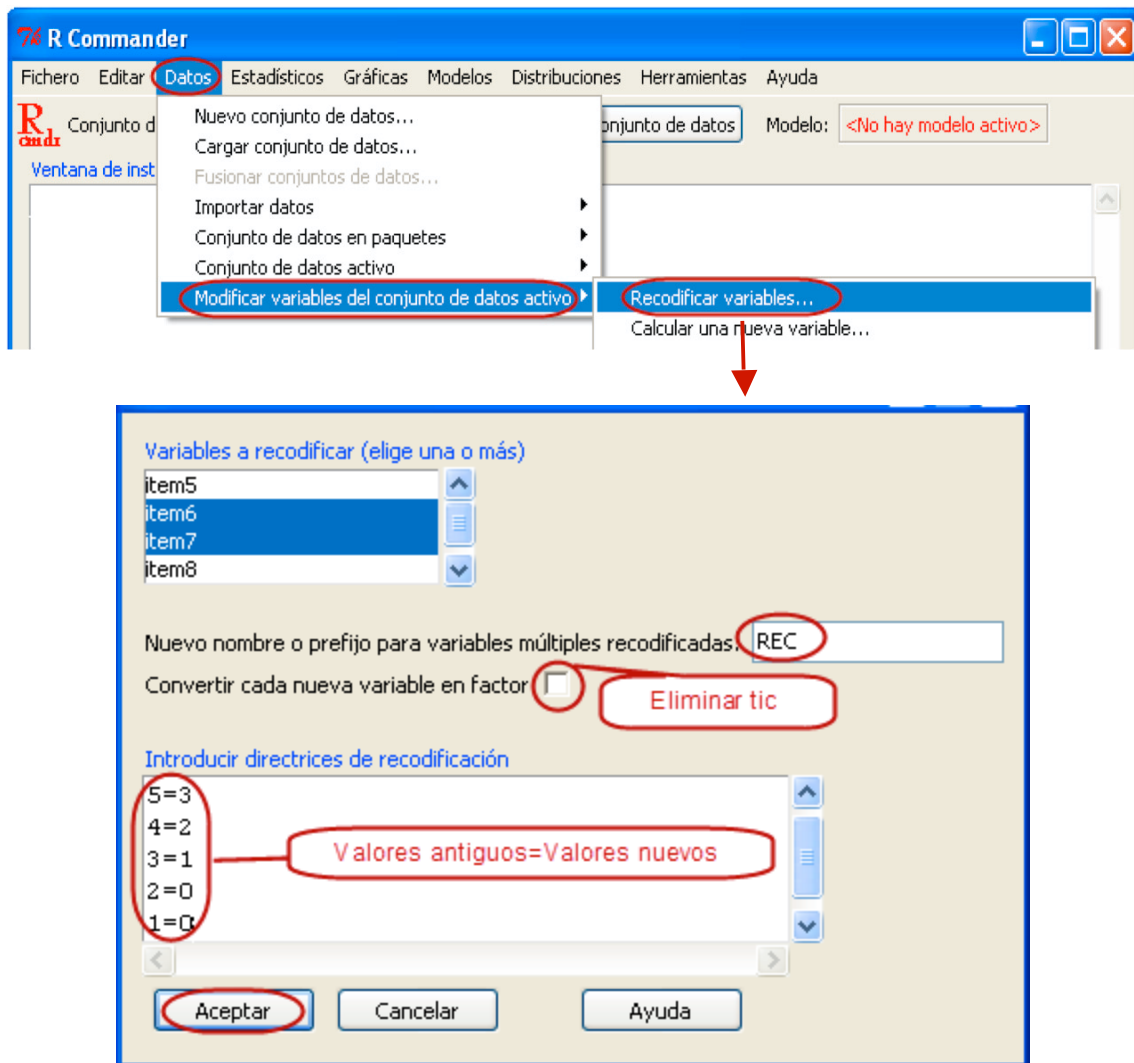 R Commander
Fichero Editar Datos Estadísticos Gráficas Modelos Distribuciones Herramientas Ayuda
R cmdr Conjunto d
onjunto de datos Modelo: <No hay modelo activo>
Ventana de inst
Nuevo conjunto de datos...
Cargar conjunto de datos...
Fusionar conjuntos de datos...
Importar datos
Conjunto de datos en paquetes
Conjunto de datos activo
Modificar variables del conjunto de datos activo
Recodificar variables...
Calcular una nueva variable...
Variables a recodificar (elige una o más)
item5
item6
item7
item8
Nuevo nombre o prefijo para variables múltiples recodificadas: REC
Convertir cada nueva variable en factor
Eliminar tic
Introducir directrices de recodificación
5=3
4=2
3=1
2=0
1=0
Valores antiguos=Valores nuevos
Aceptar Cancelar Ayuda